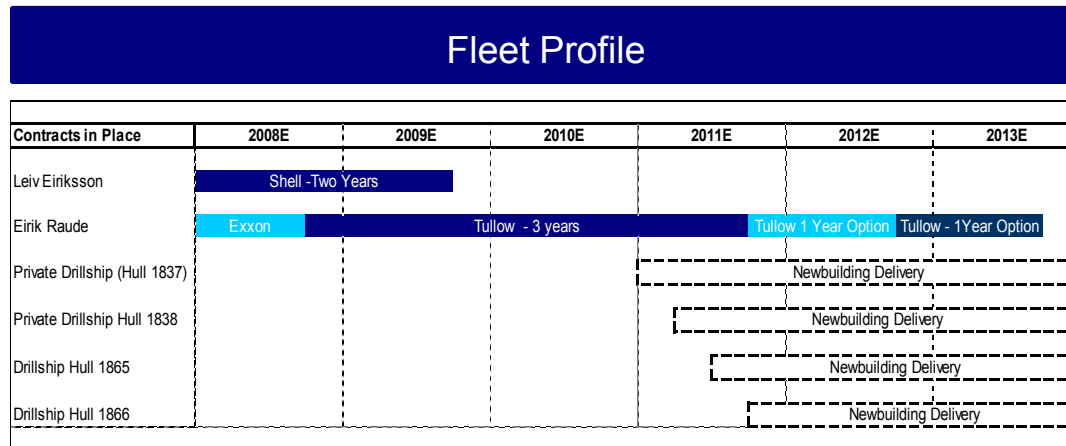 Fleet Profile
Contracts in Place 2008E 2009E 2010E 2011E 2012E 2013E
Leiv Eiriksson Shell -Two Years
Eirik Raude Exxon Tullow - 3 years Tullow 1 Year Option Tullow - 1Year Option
Private Drillship (Hull 1837) Newbuilding Delivery
Private Drillship Hull 1838 Newbuilding Delivery
Drillship Hull 1865 Newbuilding Delivery
Drillship Hull 1866 Newbuilding Delivery